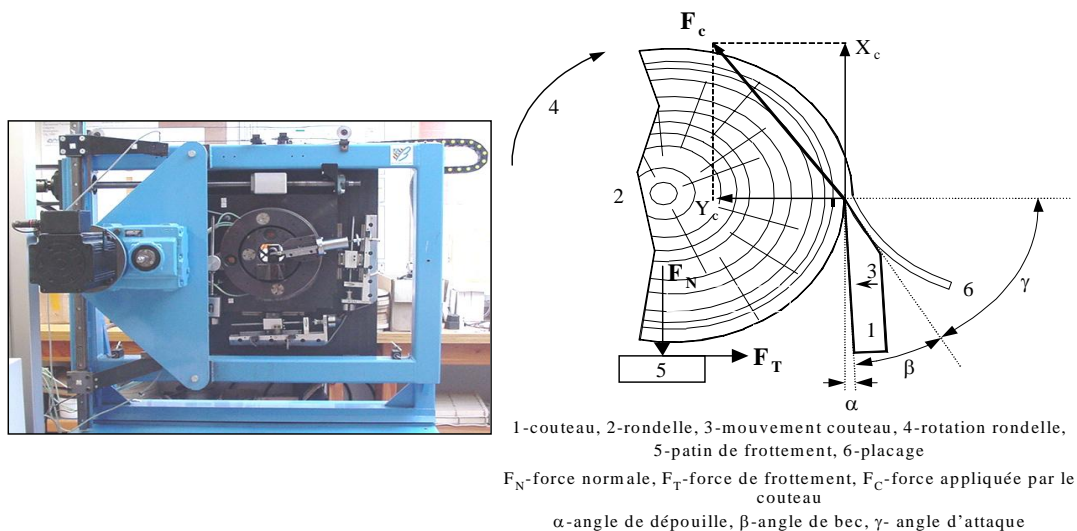 F_c
X_c
4
2
Y_c
F_N
3
6
γ
1
F_T
5
β
α
1-couteau, 2-rondelle, 3-mouvement couteau, 4-rotation rondelle,
5-patin de frottement, 6-placage
F_N-force normale, F_T-force de frottement, F_C-force appliquée par le
couteau
α-angle de dépouille, β-angle de bec, γ- angle d'attaque